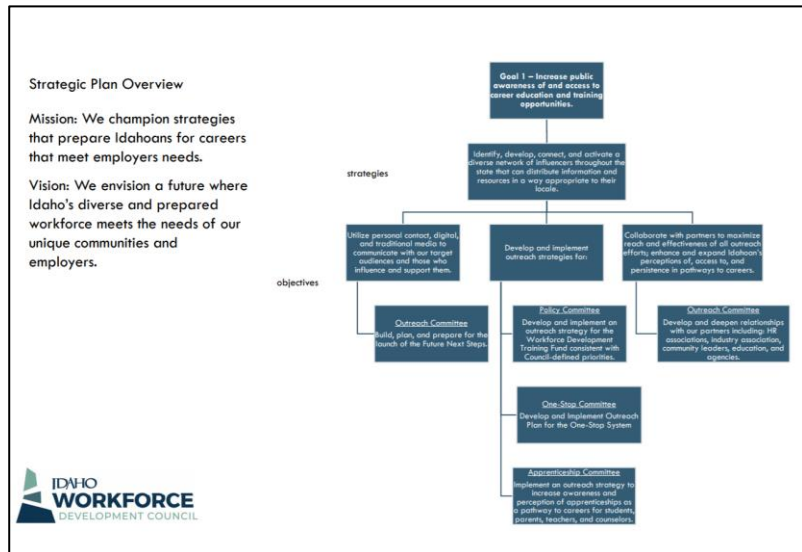 Strategic Plan Overview
Mission: We champion strategies
that prepare Idahoans for careers
that meet employers needs.
Vision: We envision a future where
Idaho's diverse and prepared
workforce meets the needs of our
unique communities and
employers.
Goal 1 – Increase public
awareness of and access to
career education and training
opportunities.
strategies
Identify, develop, connect, and activate a
diverse network of influencers throughout the
state that can distribute information and
resources in a way appropriate to their
locale.
objectives
Utilize personal contact, digital,
and traditional media to
communicate with our target
audiences and those who
influence and support them.
Develop and implement
outreach strategies for:
Collaborate with partners to maximize
reach and effectiveness of all outreach
efforts; enhance and expand Idahoan's
perceptions of, access to, and
persistence in pathways to careers.
Outreach Committee
Build, plan, and prepare for the
launch of the Future Next Steps.
Policy Committee
Develop and implement an
outreach strategy for the
Workforce Development
Training Fund consistent with
Council-defined priorities.
Outreach Committee
Develop and deepen relationships
with our partners including: HR
associations, industry association,
community leaders, education, and
agencies.
One-Stop Committee
Develop and Implement Outreach
Plan for the One-Stop System
Apprenticeship Committee
Implement an outreach strategy to
increase awareness and
perception of apprenticeships as
a pathway to careers for students,
parents, teachers, and counselors.
IDAHO
WORKFORCE
DEVELOPMENT COUNCIL